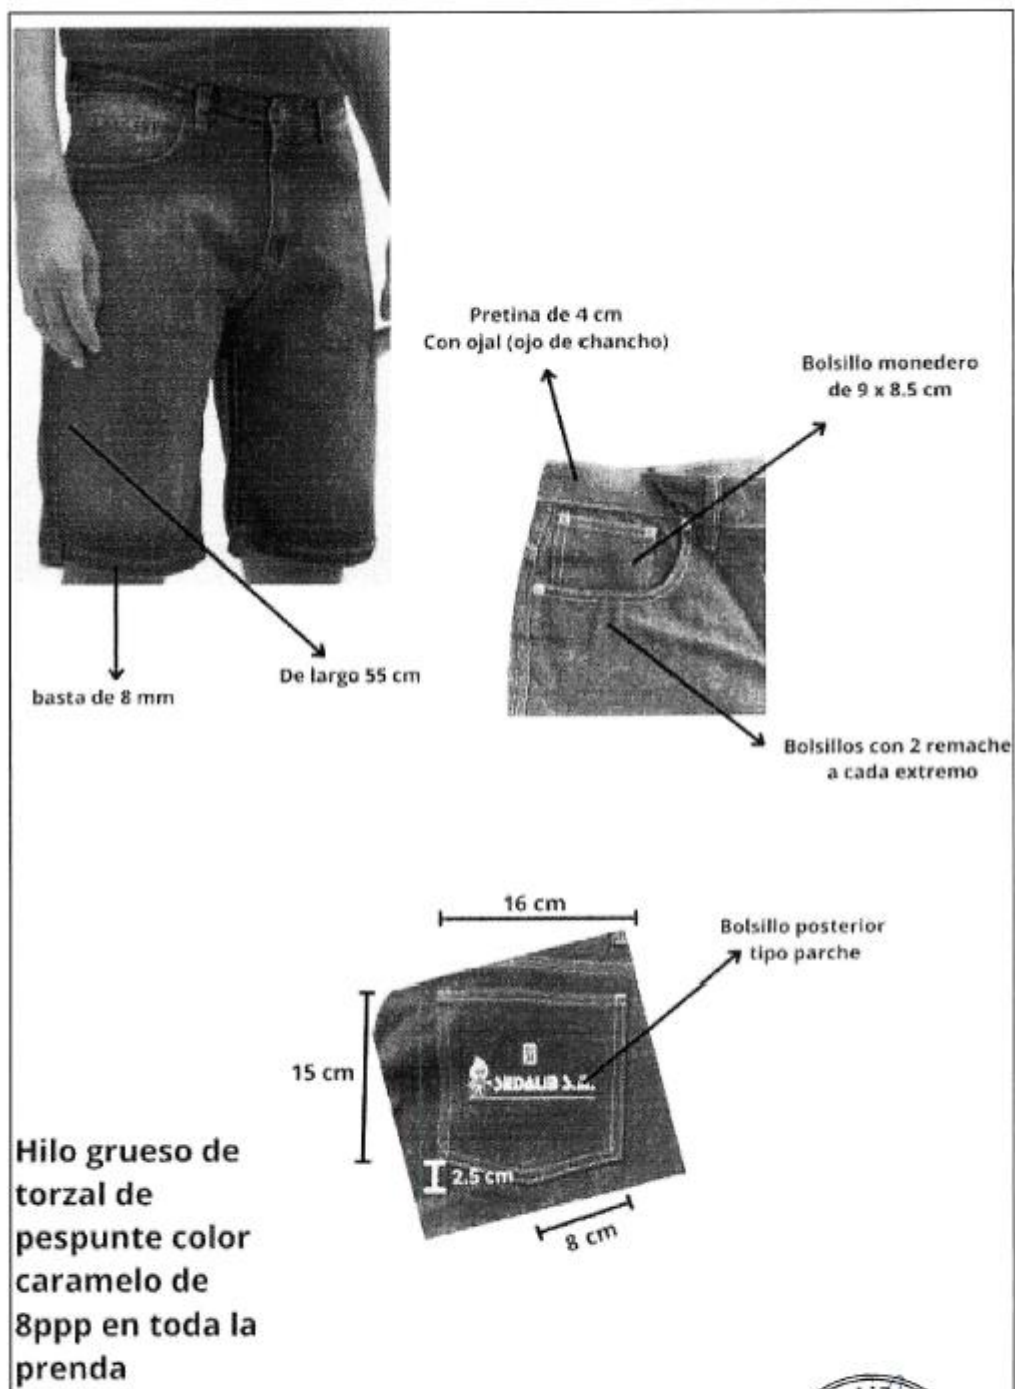 Pretina de 4 cm
Con ojal (ojo de chancho)
Bolsillo monedero
de 9 x 8.5 cm
De largo 55 cm
basta de 8 mm
Bolsillos con 2 remache
a cada extremo
16 cm
Bolsillo posterior
tipo parche
15 cm
SEDALIB S.A.
2.5 cm
8 cm
Hilo grueso de
torzal de
pespunte color
caramelo de
8ppp en toda la
prenda